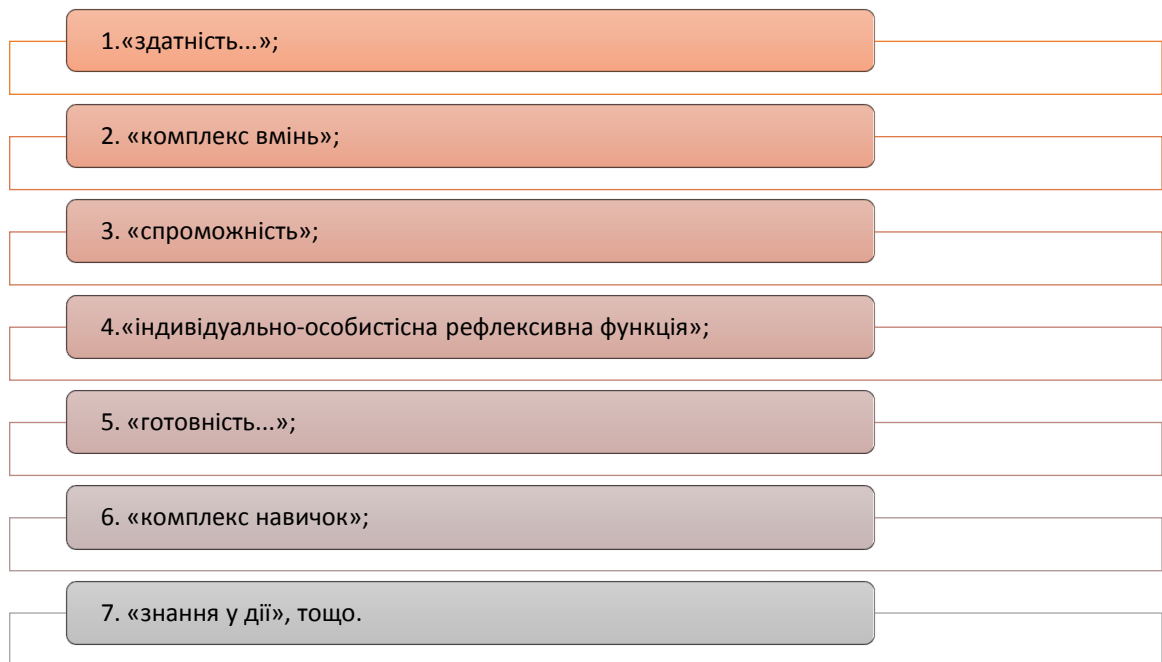 1.«здатність...»;
2. «комплекс вмінь»;
3. «спроможність»;
4.«індивідуально-особистісна рефлексивна функція»;
5. «готовність...»;
6. «комплекс навичок»;
7. «знання у дії», тощо.